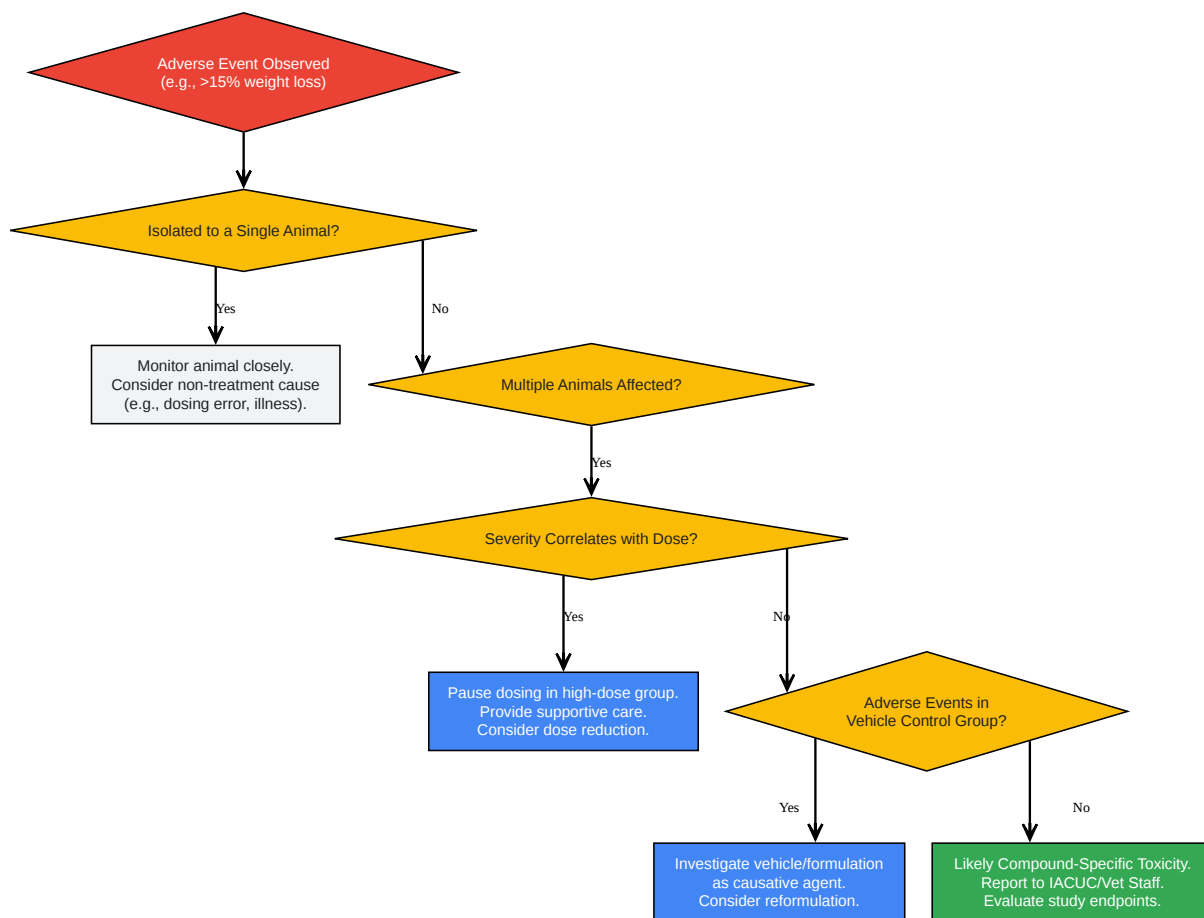 Adverse Event Observed
(e.g., >15% weight loss)
Isolated to a Single Animal?
Yes
No
Monitor animal closely.
Consider non-treatment cause
(e.g., dosing error, illness).
Multiple Animals Affected?
Yes
Severity Correlates with Dose?
Yes
No
Pause dosing in high-dose group.
Provide supportive care.
Consider dose reduction.
Adverse Events in
Vehicle Control Group?
Yes
No
Investigate vehicle/formulation
as causative agent.
Consider reformulation.
Likely Compound-Specific Toxicity.
Report to IACUC/Vet Staff.
Evaluate study endpoints.